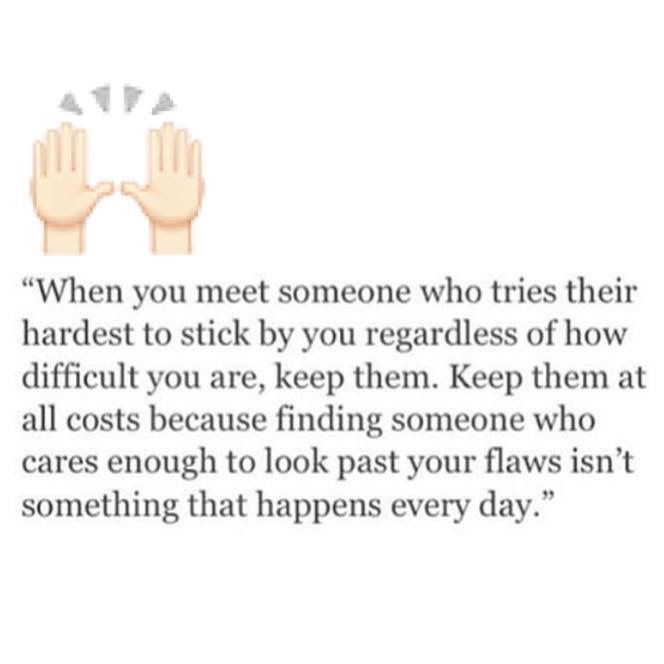 “When you meet someone who tries their
hardest to stick by you regardless of how
difficult you are, keep them. Keep them at
all costs because finding someone who
cares enough to look past your flaws isn’t
something that happens every day.”